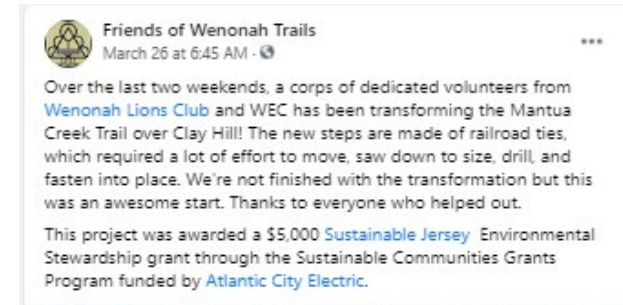 Friends of Wenonah Trails
March 26 at 6:45 AM ·
Over the last two weekends, a corps of dedicated volunteers from
Wenonah Lions Club and WEC has been transforming the Mantua
Creek Trail over Clay Hill! The new steps are made of railroad ties,
which required a lot of effort to move, saw down to size, drill, and
fasten into place. We're not finished with the transformation but this
was an awesome start. Thanks to everyone who helped out.
This project was awarded a $5,000 Sustainable Jersey Environmental
Stewardship grant through the Sustainable Communities Grants
Program funded by Atlantic City Electric.